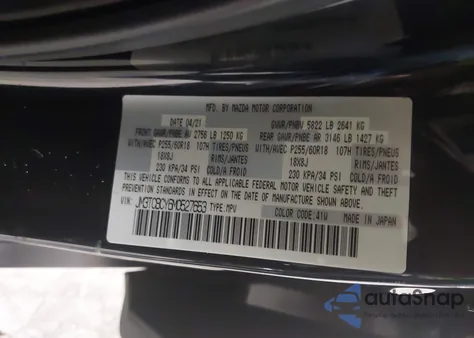 MFD. BY MAZDA MOTOR CORPORATION
DATE 04/21 GVWR/PNBV 5822 LB 2641 KG
FRONT GAWR/PNBE AV 2756 LB 1250 KG REAR GAWR/PNBE AR 3146 LB 1427 KG
WITH/AVEC P255/60R18 107H TIRES/PNEUS WITH/AVEC P255/60R18 107H TIRES/PNEUS
18X8J RIMS/JANTES 18X8J RIMS/JANTES
230 KPA/34 PSI COLD/A FROID 230 KPA/34 PSI COLD/A FROID
THIS VEHICLE CONFORMS TO ALL APPLICABLE FEDERAL MOTOR VEHICLE SAFETY AND THEFT
PREVENTION STANDARDS IN EFFECT ON THE DATE OF MANUFACTURE SHOWN ABOVE.
VIN: JM3TCBCY6M0527653 TYPE: MPV COLOR CODE: 41W MADE IN JAPAN
autoSnap